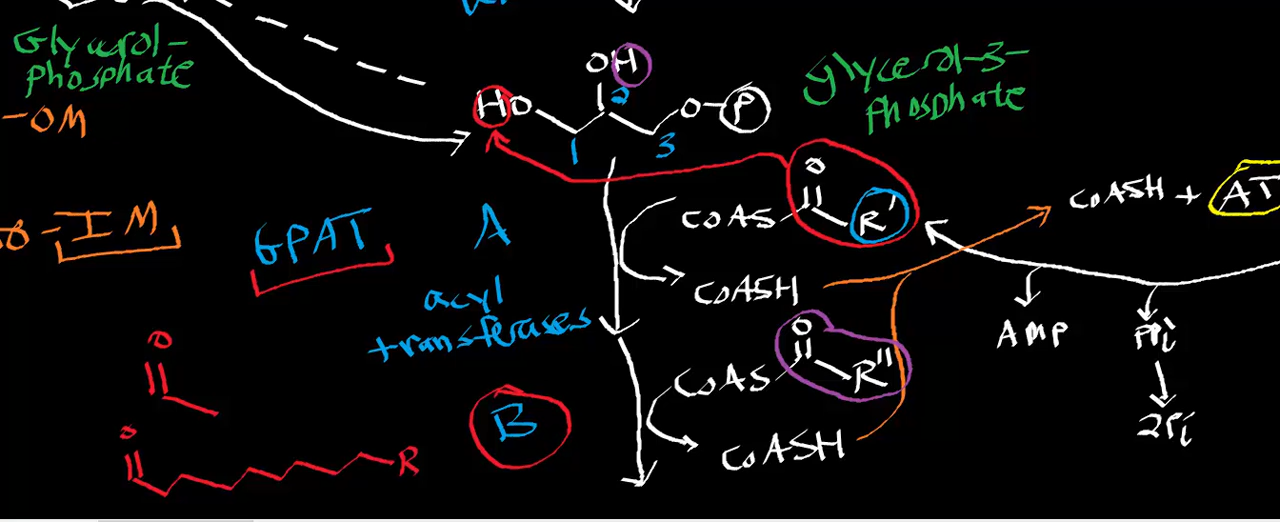 Glycerol-
phosphate
-OM
OH
HO
O-P
1
2
3
glycerol-3-
phosphate
O
CoAS
R'
CoASH + AT
-IM
GPAT
A
acyl
transferases
CoASH
AMP
PPi
2Pi
O
CoAS
R"
B
CoASH
O
O
R